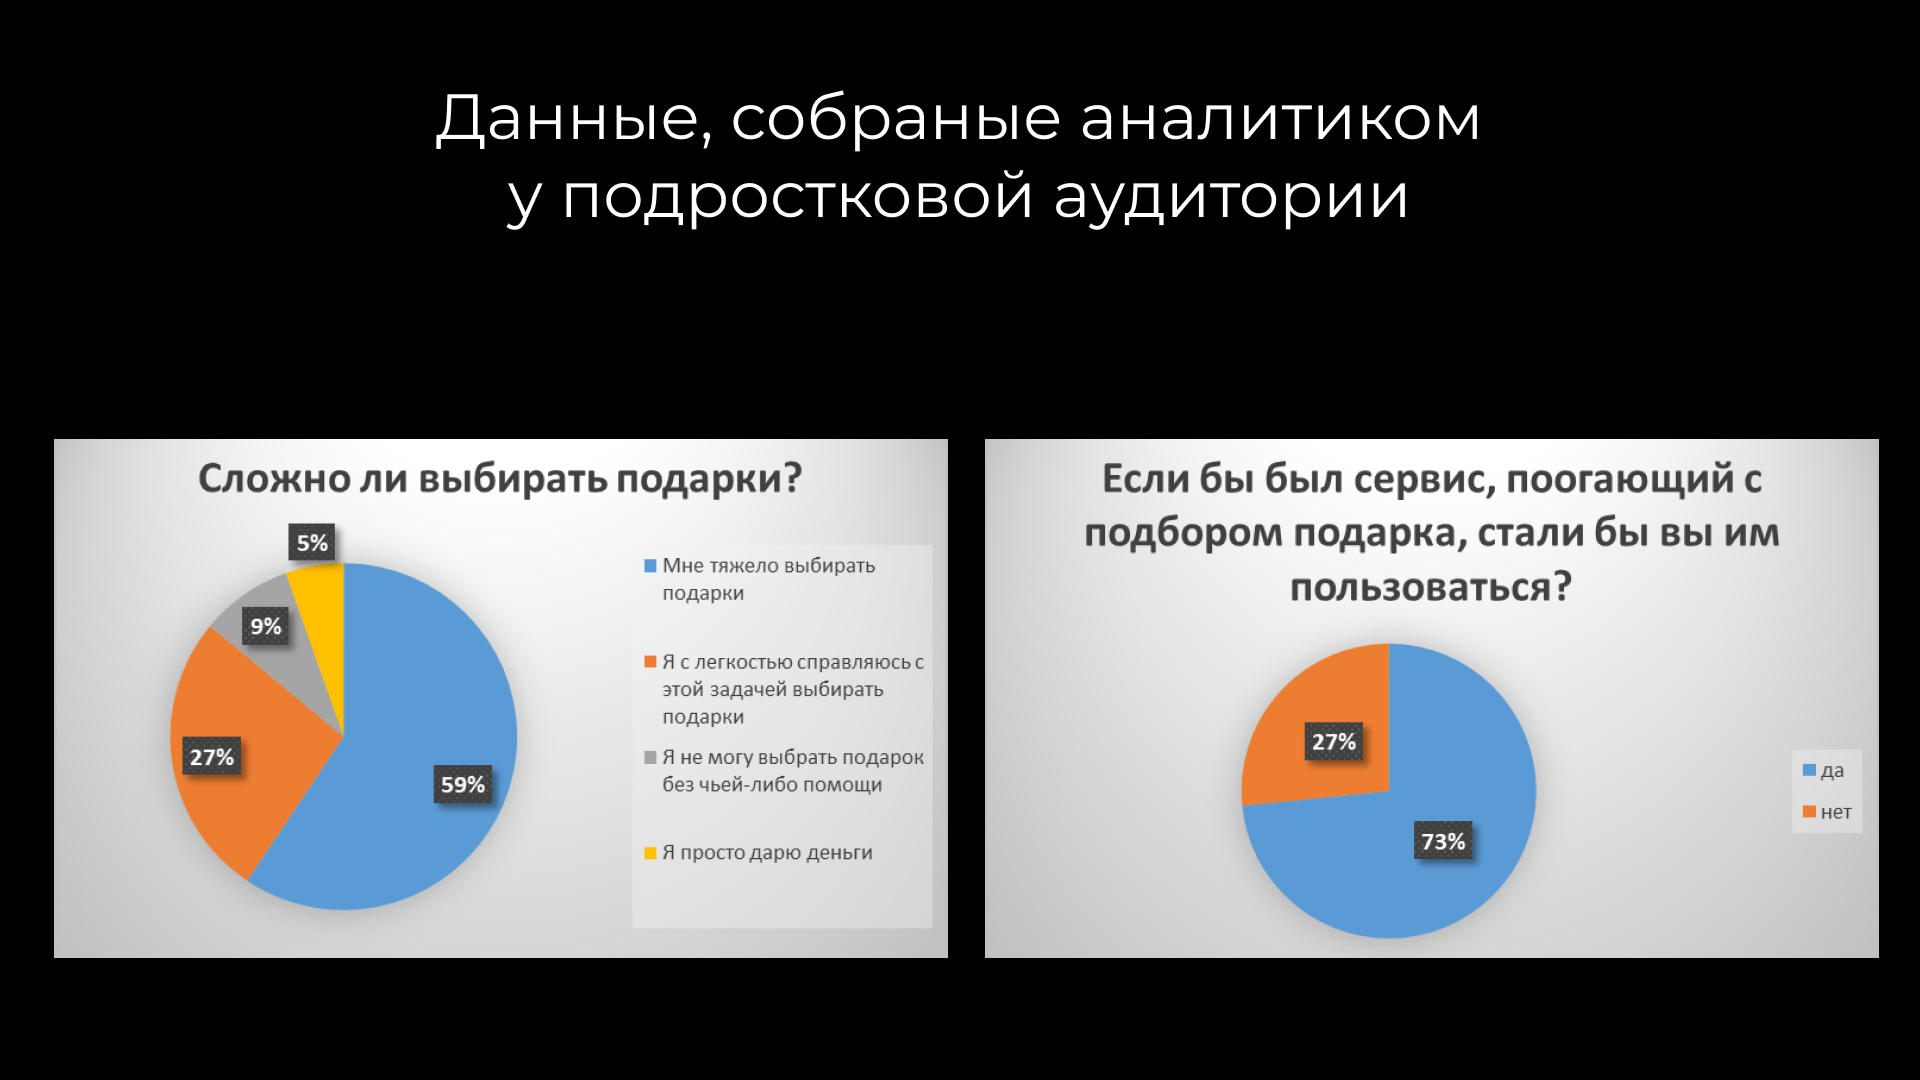 Данные, собраные аналитиком
у подростковой аудитории
Сложно ли выбирать подарки?
5%
9%
27%
59%
Мне тяжело выбирать
подарки
Я с легкостью справляюсь с
этой задачей выбирать
подарки
Я не могу выбрать подарок
без чьей-либо помощи
Я просто дарю деньги
Если бы был сервис, поогающий с
подбором подарка, стали бы вы им
пользоваться?
27%
73%
да
нет